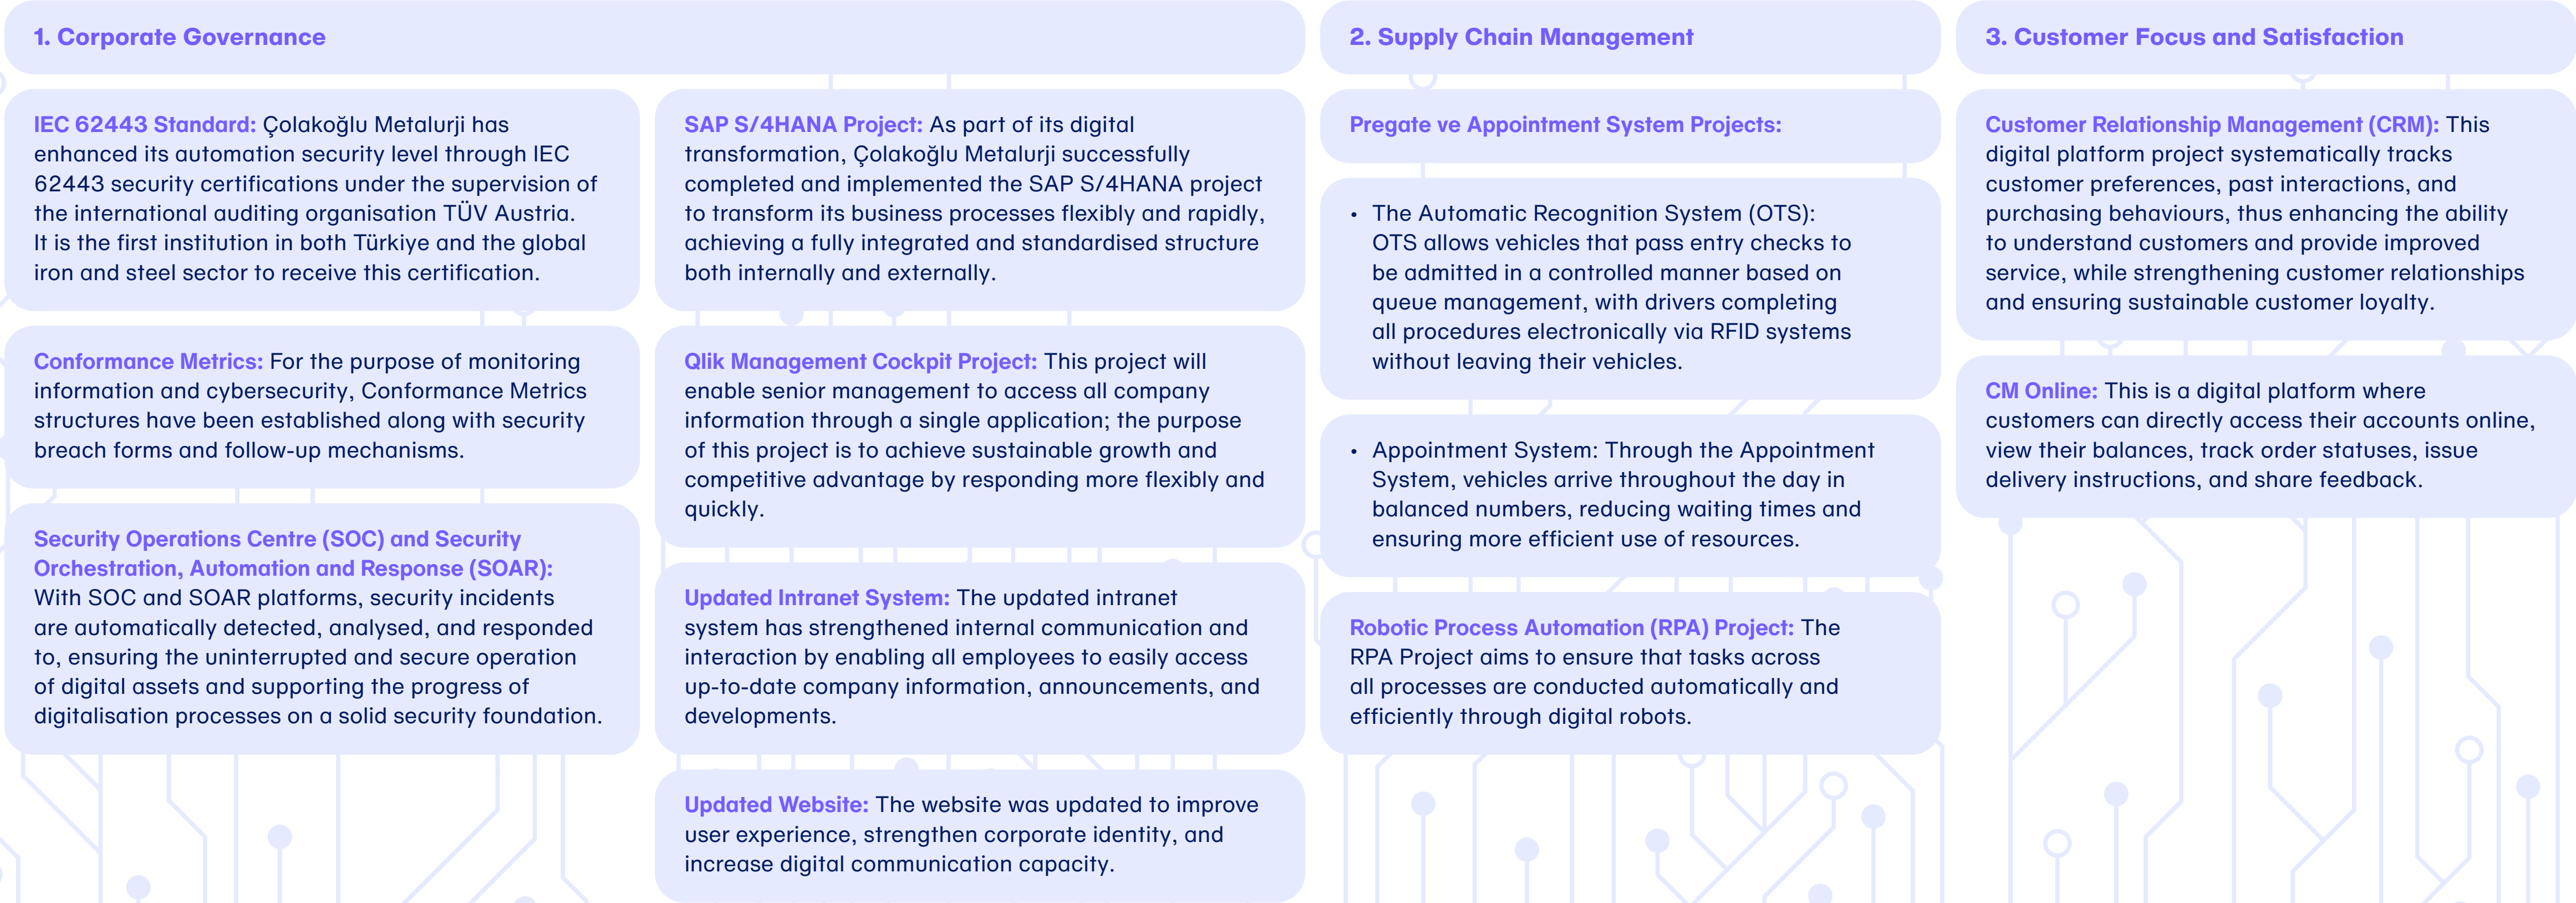 1. Corporate Governance
IEC 62443 Standard: Çolakoğlu Metalurji has
enhanced its automation security level through IEC
62443 security certifications under the supervision of
the international auditing organisation TÜV Austria.
It is the first institution in both Türkiye and the global
iron and steel sector to receive this certification.
Conformance Metrics: For the purpose of monitoring
information and cybersecurity, Conformance Metrics
structures have been established along with security
breach forms and follow-up mechanisms.
Security Operations Centre (SOC) and Security
Orchestration, Automation and Response (SOAR):
With SOC and SOAR platforms, security incidents
are automatically detected, analysed, and responded
to, ensuring the uninterrupted and secure operation
of digital assets and supporting the progress of
digitalisation processes on a solid security foundation.
SAP S/4HANA Project: As part of its digital
transformation, Çolakoğlu Metalurji successfully
completed and implemented the SAP S/4HANA project
to transform its business processes flexibly and rapidly,
achieving a fully integrated and standardised structure
both internally and externally.
Qlik Management Cockpit Project: This project will
enable senior management to access all company
information through a single application; the purpose
of this project is to achieve sustainable growth and
competitive advantage by responding more flexibly and
quickly.
Updated Intranet System: The updated intranet
system has strengthened internal communication and
interaction by enabling all employees to easily access
up-to-date company information, announcements, and
developments.
Updated Website: The website was updated to improve
user experience, strengthen corporate identity, and
increase digital communication capacity.
2. Supply Chain Management
Pregate ve Appointment System Projects:
• The Automatic Recognition System (OTS):
OTS allows vehicles that pass entry checks to
be admitted in a controlled manner based on
queue management, with drivers completing
all procedures electronically via RFID systems
without leaving their vehicles.
• Appointment System: Through the Appointment
System, vehicles arrive throughout the day in
balanced numbers, reducing waiting times and
ensuring more efficient use of resources.
Robotic Process Automation (RPA) Project: The
RPA Project aims to ensure that tasks across
all processes are conducted automatically and
efficiently through digital robots.
3. Customer Focus and Satisfaction
Customer Relationship Management (CRM): This
digital platform project systematically tracks
customer preferences, past interactions, and
purchasing behaviours, thus enhancing the ability
to understand customers and provide improved
service, while strengthening customer relationships
and ensuring sustainable customer loyalty.
CM Online: This is a digital platform where
customers can directly access their accounts online,
view their balances, track order statuses, issue
delivery instructions, and share feedback.